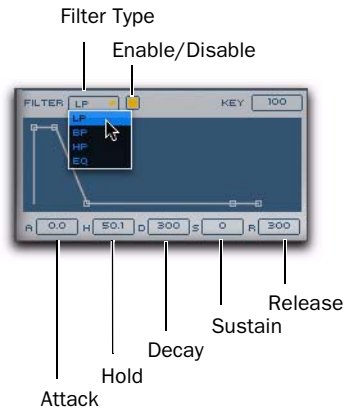 Filter Type
Enable/Disable
FILTER LP KEY 100
LP
BP
HP
EQ
A 0.0 H 50.1 D 300 S 0 R 300
Release
Sustain
Decay
Hold
Attack